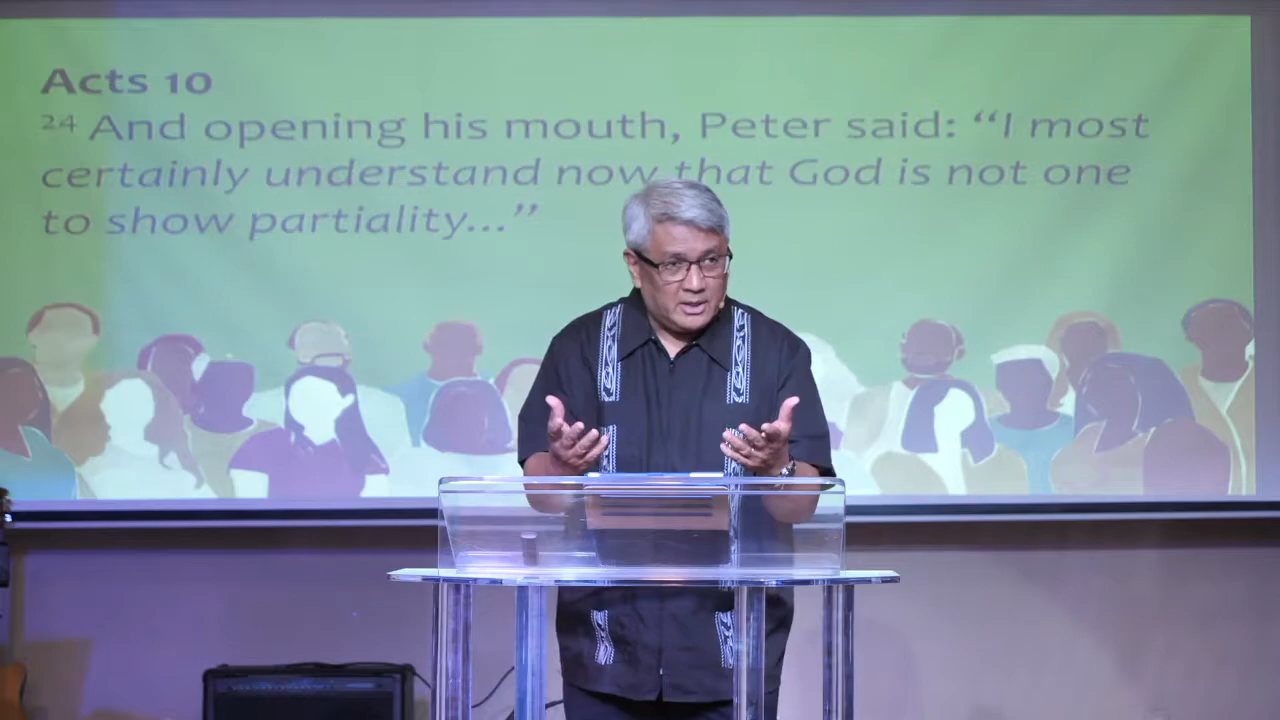 Acts 10
24 And opening his mouth, Peter said: “I most
certainly understand now that God is not one
to show partiality...”